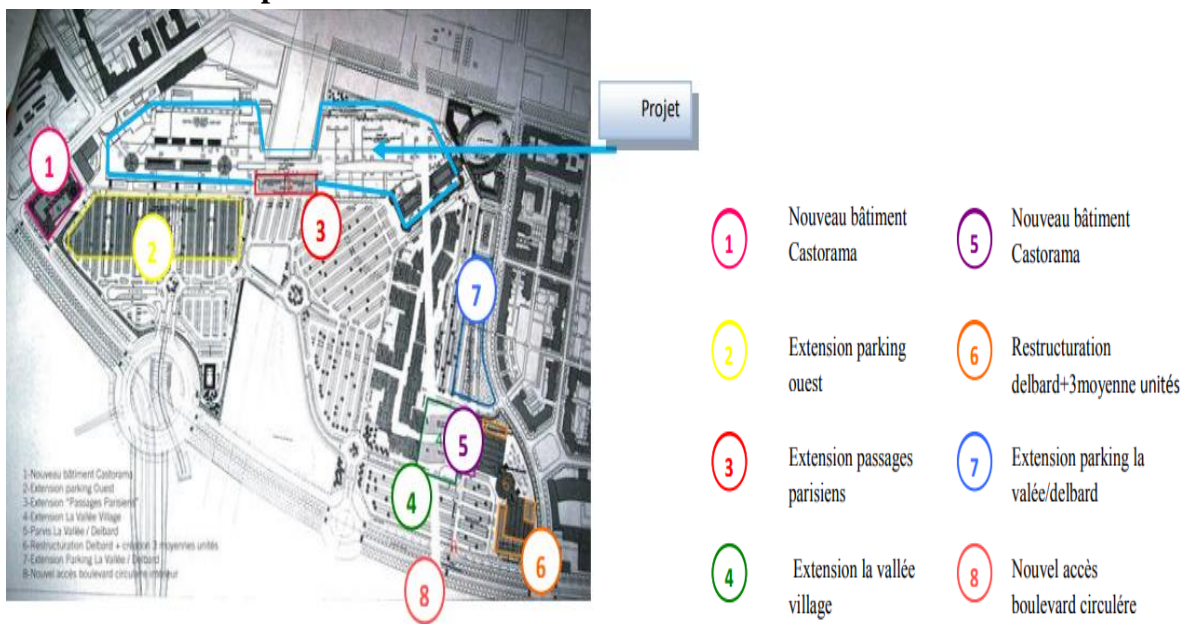 Projet
1
Nouveau bâtiment
Castorama
2
Extension parking
ouest
3
Extension passages
parisiens
4
Extension la vallée
village
5
Nouveau bâtiment
Castorama
6
Restructuration
delbard+3moyenne unités
7
Extension parking la
valée/delbard
8
Nouvel accès
boulevard circulére
1
2
3
4
5
6
7
8
1-Nouveau bâtiment Castorama
2-Extension parking Ouest
3-Extension "Passages Parisiens"
4-Extension La Vallée Village
5-Parvis La Vallée / Delbard
6-Restructuration Delbard + création 3 moyennes unités
7-Extension Parking La Vallée / Delbard
8-Nouvel accès boulevard circulaire intérieur